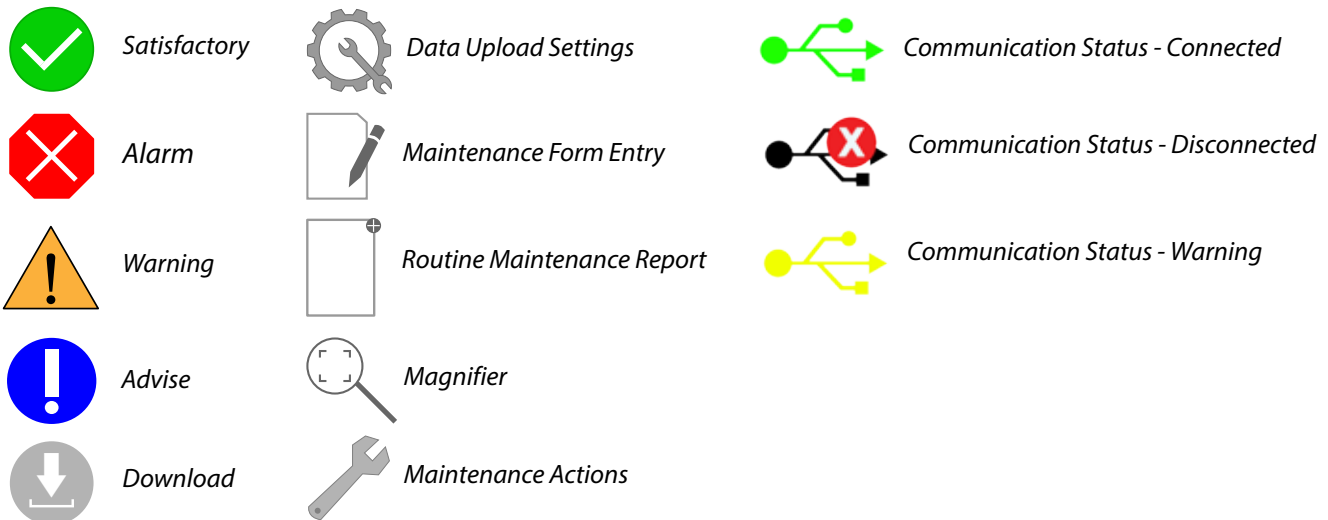 Satisfactory
Data Upload Settings
Communication Status - Connected
Alarm
Maintenance Form Entry
X
Communication Status - Disconnected
Warning
Routine Maintenance Report
Communication Status - Warning
Advise
Magnifier
Download
Maintenance Actions